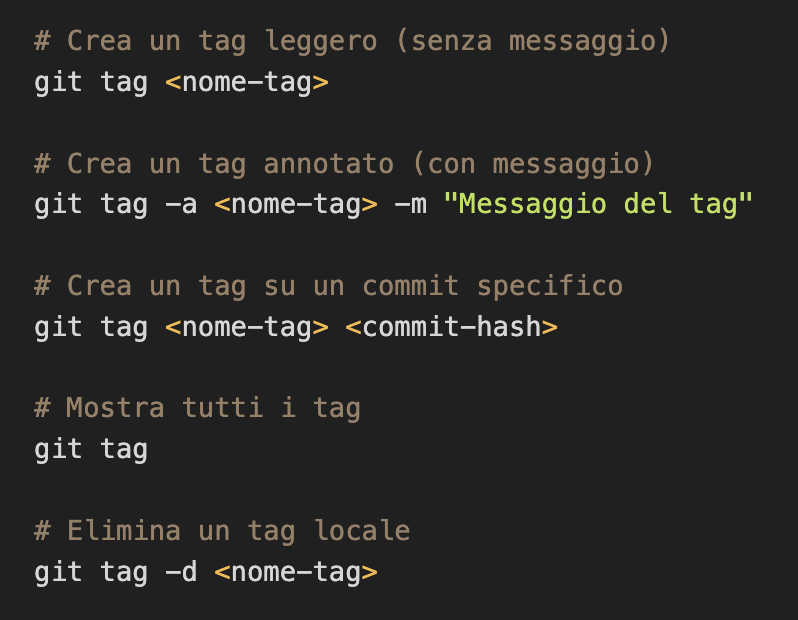 # Crea un tag leggero (senza messaggio)
git tag <nome-tag>
# Crea un tag annotato (con messaggio)
git tag -a <nome-tag> -m "Messaggio del tag"
# Crea un tag su un commit specifico
git tag <nome-tag> <commit-hash>
# Mostra tutti i tag
git tag
# Elimina un tag locale
git tag -d <nome-tag>